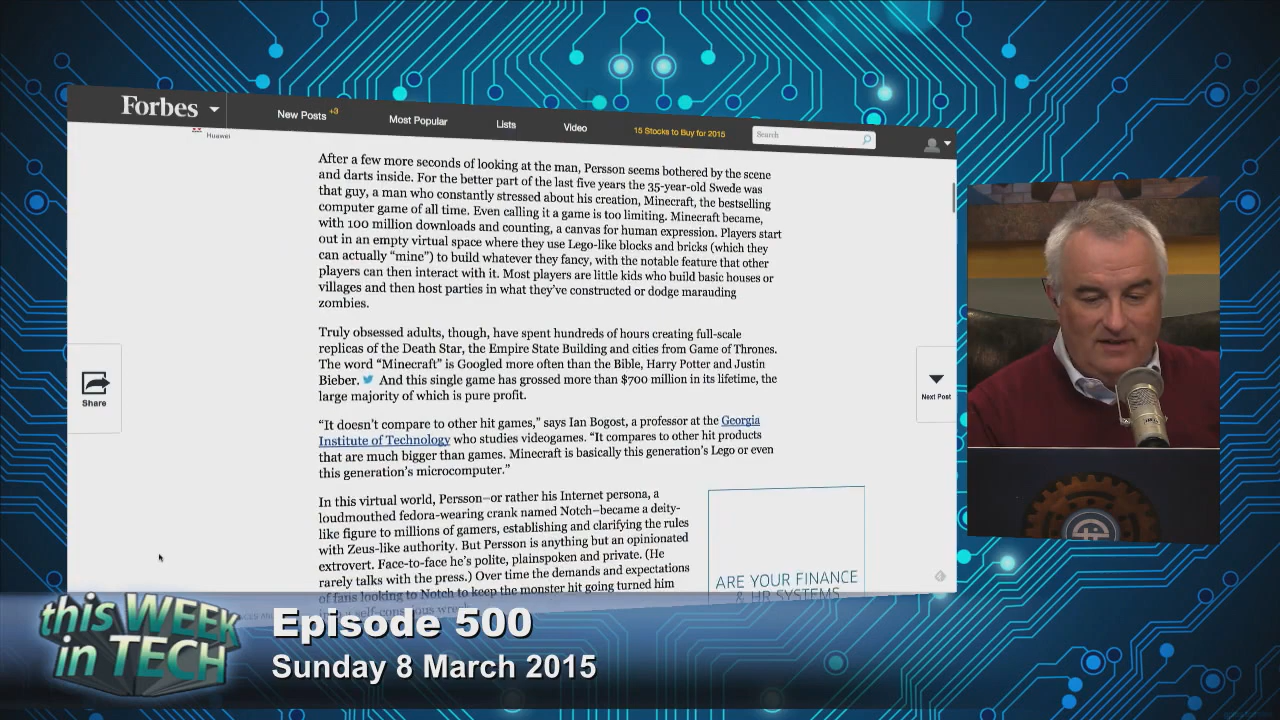 Forbes
New Posts +3
Most Popular
Lists
Video
15 Stocks to Buy for 2015
Search
Huawei
After a few more seconds of looking at the man, Persson seems bothered by the scene
and darts inside. For the better part of the last five years the 35-year-old Swede was
that guy, a man who constantly stressed about his creation, Minecraft, the bestselling
computer game of all time. Even calling it a game is too limiting. Minecraft became,
with 100 million downloads and counting, a canvas for human expression. Players start
out in an empty virtual space where they use Lego-like blocks and bricks (which they
can actually “mine”) to build whatever they fancy, with the notable feature that other
players can then interact with it. Most players are little kids who build basic houses or
villages and then host parties in what they’ve constructed or dodge marauding
zombies.
Truly obsessed adults, though, have spent hundreds of hours creating full-scale
replicas of the Death Star, the Empire State Building and cities from Game of Thrones.
The word “Minecraft” is Googled more often than the Bible, Harry Potter and Justin
Bieber. And this single game has grossed more than $700 million in its lifetime, the
large majority of which is pure profit.
“It doesn’t compare to other hit games,” says Ian Bogost, a professor at the Georgia
Institute of Technology who studies videogames. “It compares to other hit products
that are much bigger than games. Minecraft is basically this generation’s Lego or even
this generation’s microcomputer.”
In this virtual world, Persson—or rather his Internet persona, a
loudmouthed fedora-wearing crank named Notch—became a deity-
like figure to millions of gamers, establishing and clarifying the rules
with Zeus-like authority. But Persson is anything but an opinionated
extrovert. Face-to-face he’s polite, plainspoken and private. (He
rarely talks with the press.) Over time the demands and expectations
of fans looking to Notch to keep the monster hit going turned him
Share
Next Post
ARE YOUR FINANCE
& HR SYSTEMS
this WEEK
in TECH
Episode 500
Sunday 8 March 2015